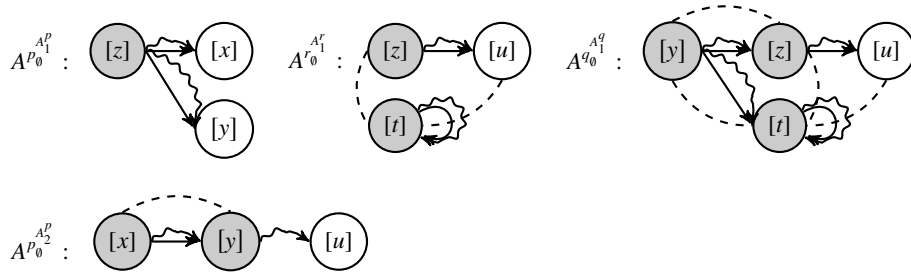 A^{p_∅^{A_1^p}} : [z] [x] A^{r_∅^{A_1^r}} : [z] [u] A^{q_∅^{A_1^q}} : [y] [z] [u]
[y] [t] [t]
A^{p_∅^{A_2^p}} : [x] [y] [u]